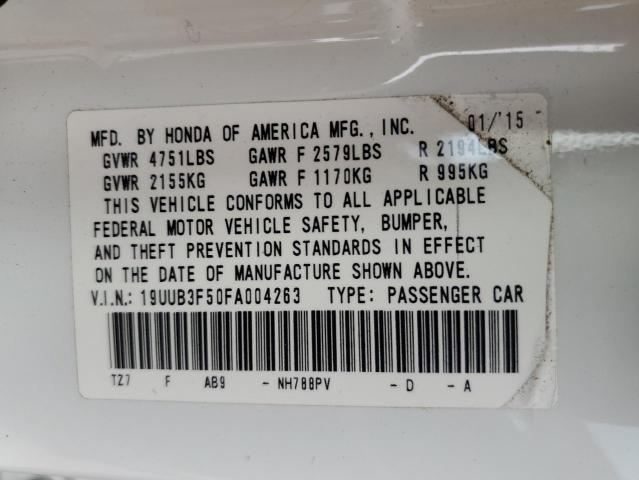 MFD. BY HONDA OF AMERICA MFG., INC. 01/'15
GVWR 4751LBS GAWR F 2579LBS R 2194LBS
GVWR 2155KG GAWR F 1170KG R 995KG
THIS VEHICLE CONFORMS TO ALL APPLICABLE
FEDERAL MOTOR VEHICLE SAFETY, BUMPER,
AND THEFT PREVENTION STANDARDS IN EFFECT
ON THE DATE OF MANUFACTURE SHOWN ABOVE.
V.I.N.: 19UUB3F50FA004263 TYPE: PASSENGER CAR
TZ7 F AB9 - NH788PV - D - A